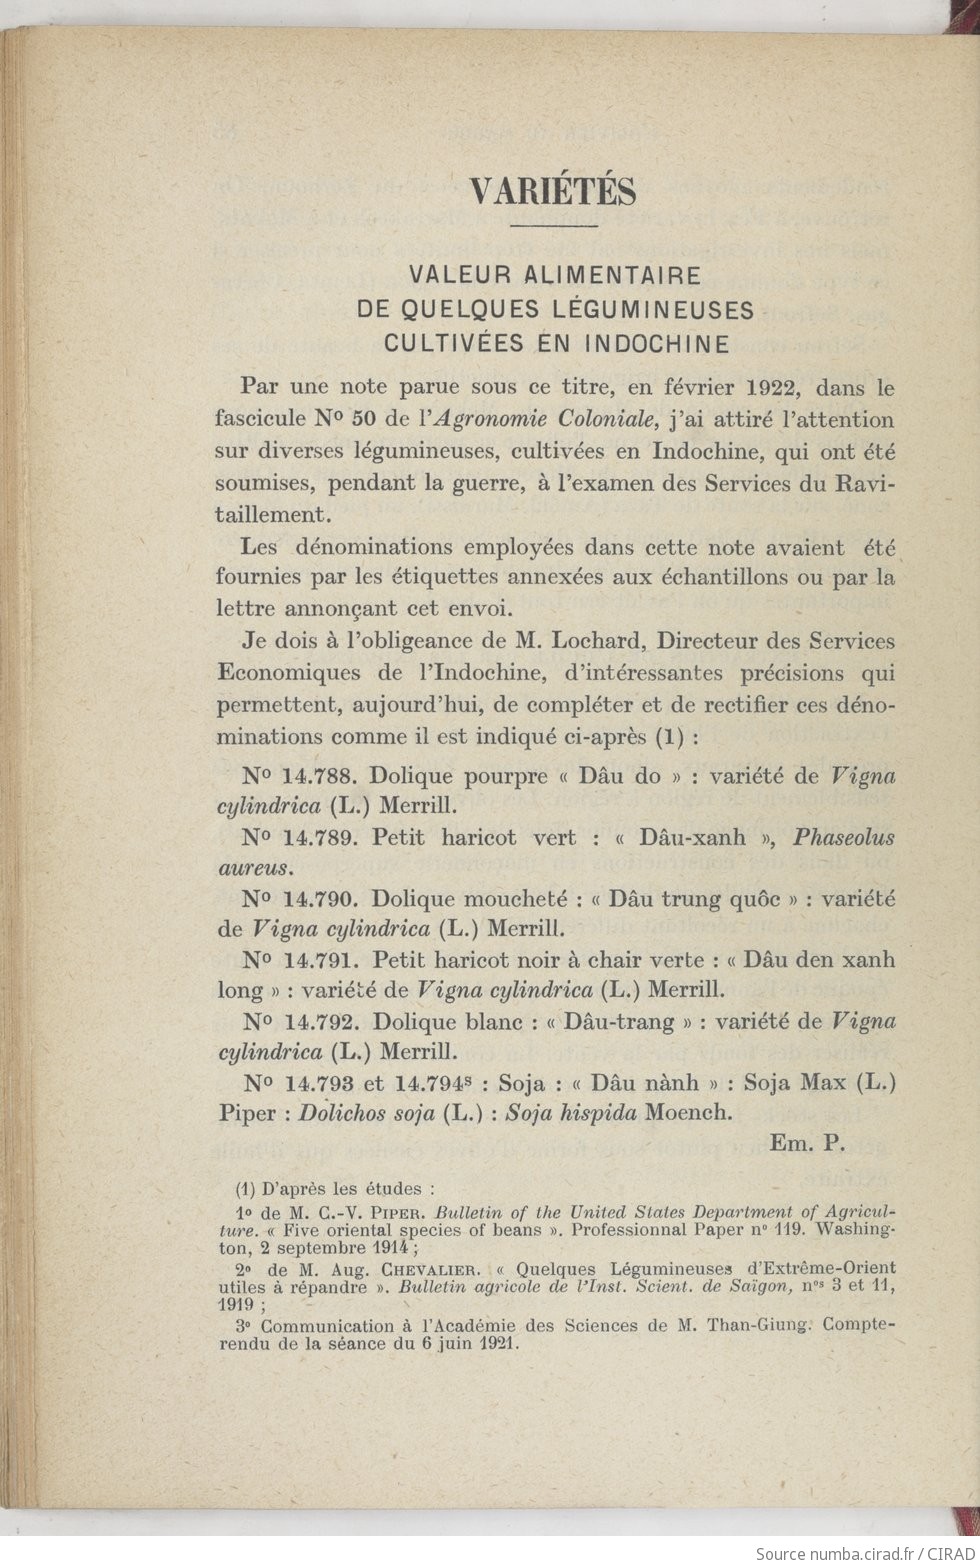 VARIÉTÉS
VALEUR ALIMENTAIRE
DE QUELQUES LÉGUMINEUSES
CULTIVÉES EN INDOCHINE
Par une note parue sous ce titre, en février 1922, dans le
fascicule Nº 50 de l'Agronomie Coloniale, j'ai attiré l'attention
sur diverses légumineuses, cultivées en Indochine, qui ont été
soumises, pendant la guerre, à l'examen des Services du Ravi-
taillement.
Les dénominations employées dans cette note avaient été
fournies par les étiquettes annexées aux échantillons ou par la
lettre annonçant cet envoi.
Je dois à l'obligeance de M. Lochard, Directeur des Services
Economiques de l'Indochine, d'intéressantes précisions qui
permettent, aujourd'hui, de compléter et de rectifier ces déno-
minations comme il est indiqué ci-après (1) :
Nº 14.788. Dolique pourpre « Dâu do » : variété de Vigna
cylindrica (L.) Merrill.
Nº 14.789. Petit haricot vert : « Dâu-xanh », Phaseolus
aureus.
Nº 14.790. Dolique moucheté : « Dâu trung quôc » : variété
de Vigna cylindrica (L.) Merrill.
Nº 14.791. Petit haricot noir à chair verte : « Dâu den xanh
long » : variété de Vigna cylindrica (L.) Merrill.
Nº 14.792. Dolique blanc : « Dâu-trang » : variété de Vigna
cylindrica (L.) Merrill.
Nº 14.793 et 14.794ˢ : Soja : « Dâu nành » : Soja Max (L.)
Piper : Dolichos soja (L.) : Soja hispida Moench.
Em. P.
(1) D'après les études :
1º de M. C.-V. PIPER. Bulletin of the United States Department of Agricul-
ture. « Five oriental species of beans ». Professionnal Paper nº 119. Washing-
ton, 2 septembre 1914 ;
2º de M. Aug. CHEVALIER. « Quelques Légumineuses d'Extrême-Orient
utiles à répandre ». Bulletin agricole de l'Inst. Scient. de Saïgon, nºˢ 3 et 11,
1919 ;
3º Communication à l'Académie des Sciences de M. Than-Giung. Compte-
rendu de la séance du 6 juin 1921.
Source numba.cirad.fr / CIRAD